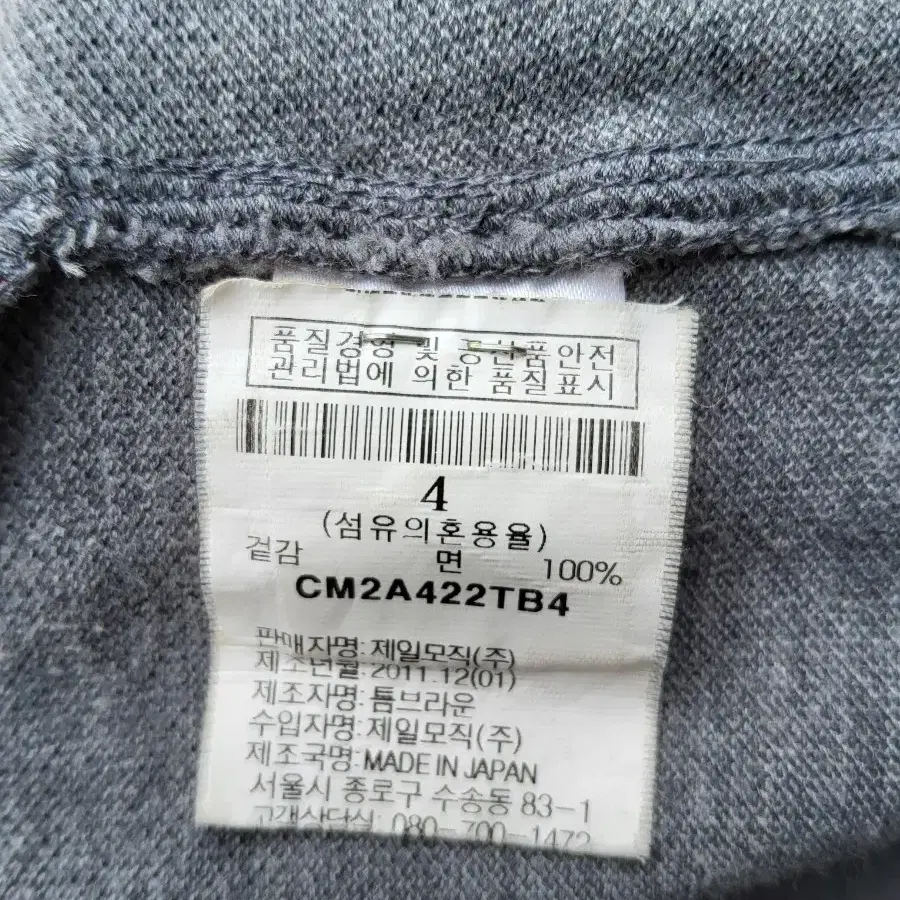 품질경영 및 공산품안전
관리법에 의한 품질표시
4
(섬유의혼용율)
겉감 면 100%
CM2A422TB4
판매자명: 제일모직(주)
제조년월: 2011.12(01)
제조자명: 톰브라운
수입자명: 제일모직(주)
제조국명: MADE IN JAPAN
서울시 종로구 수송동 83-1
고객상담실: 080-700-1472